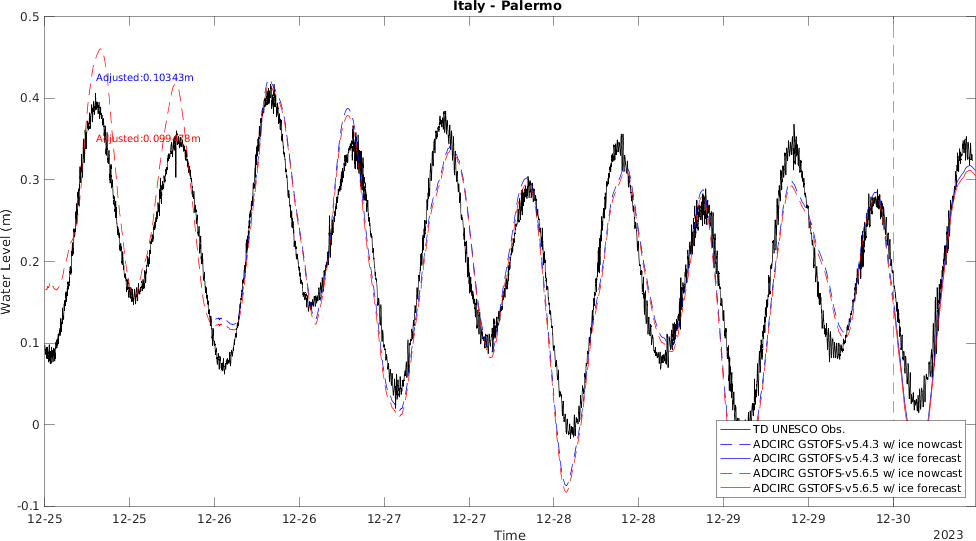 Italy - Palermo
0.5
0.4
0.3
0.2
0.1
0
-0.1
Water Level (m)
Adjusted:0.10343m
TD UNESCO Obs.
ADCIRC GSTOFS-v5.4.3 w/ ice nowcast
ADCIRC GSTOFS-v5.4.3 w/ ice forecast
ADCIRC GSTOFS-v5.6.5 w/ ice nowcast
ADCIRC GSTOFS-v5.6.5 w/ ice forecast
12-25 12-25 12-26 12-26 12-27 12-27 12-28 12-28 12-29 12-29 12-30
Time
2023